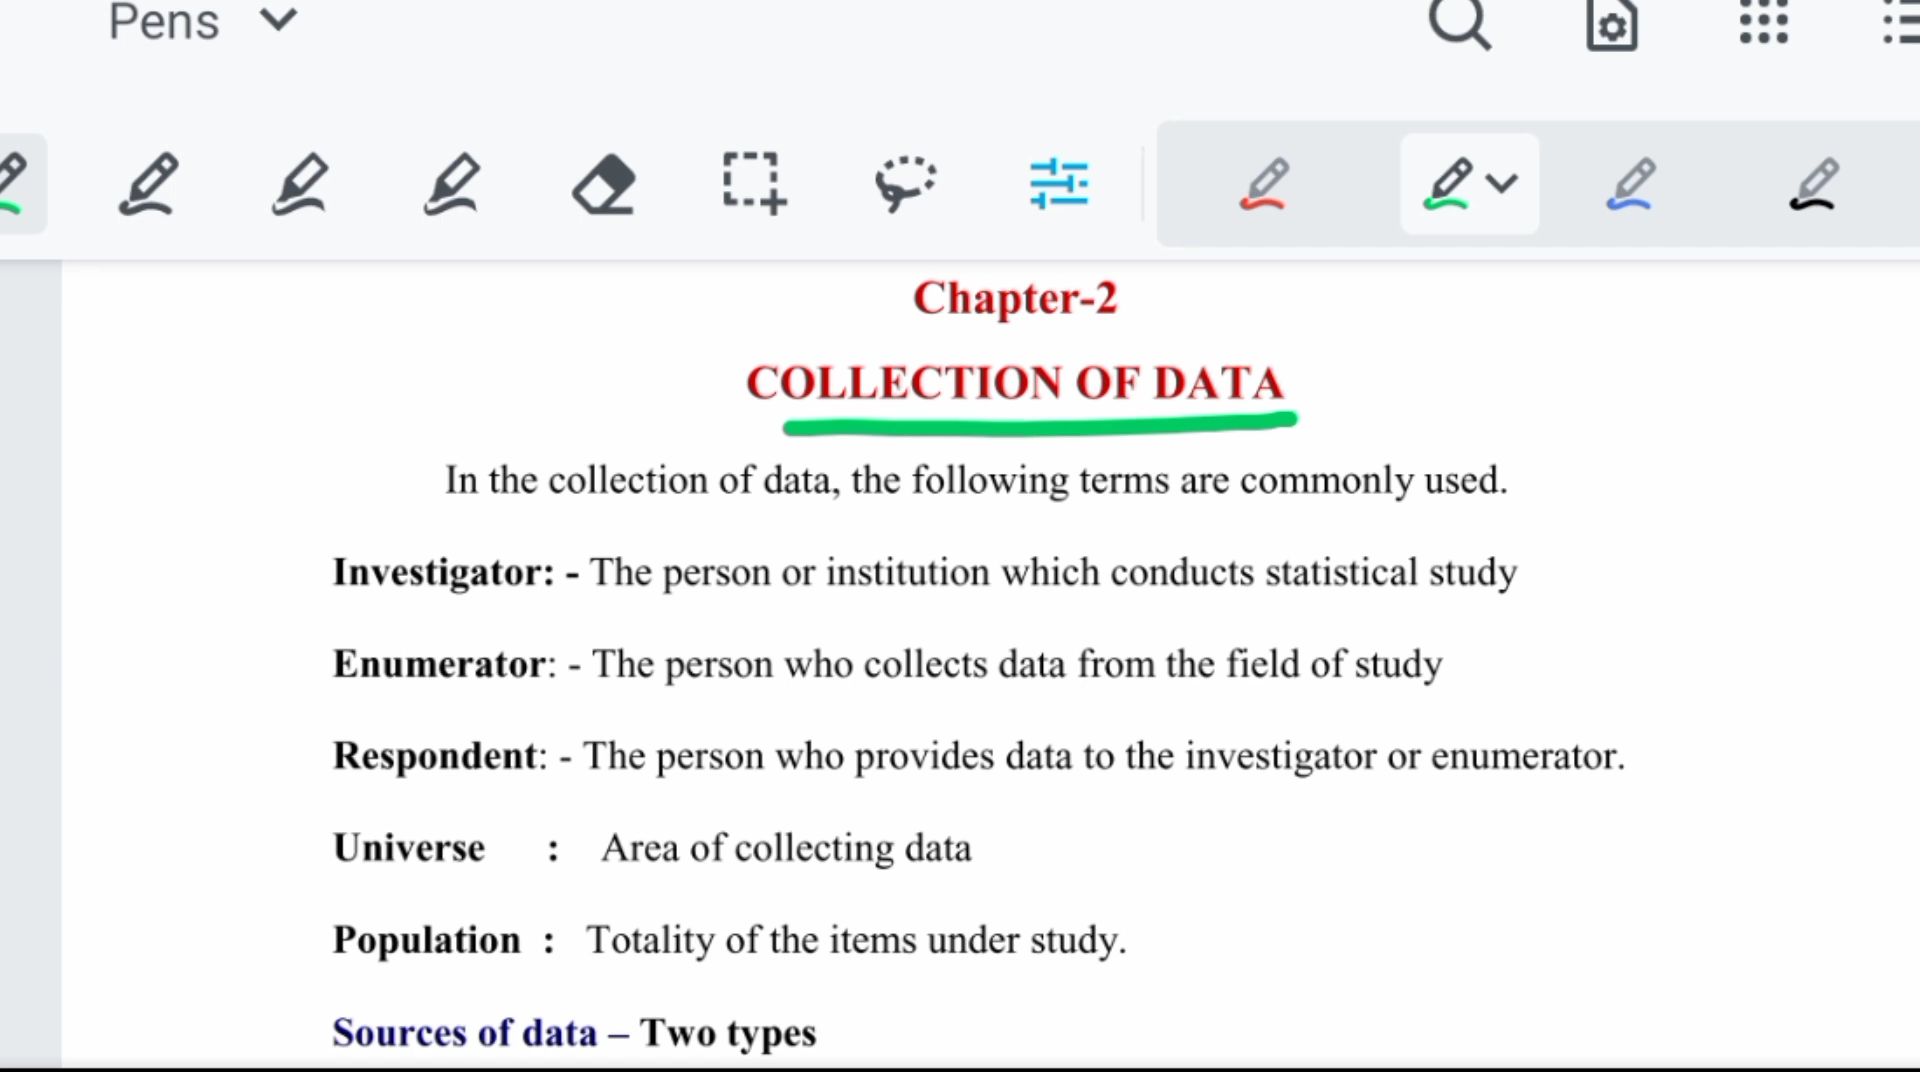 Pens
Chapter-2
COLLECTION OF DATA
In the collection of data, the following terms are commonly used.
Investigator: - The person or institution which conducts statistical study
Enumerator: - The person who collects data from the field of study
Respondent: - The person who provides data to the investigator or enumerator.
Universe : Area of collecting data
Population : Totality of the items under study.
Sources of data – Two types